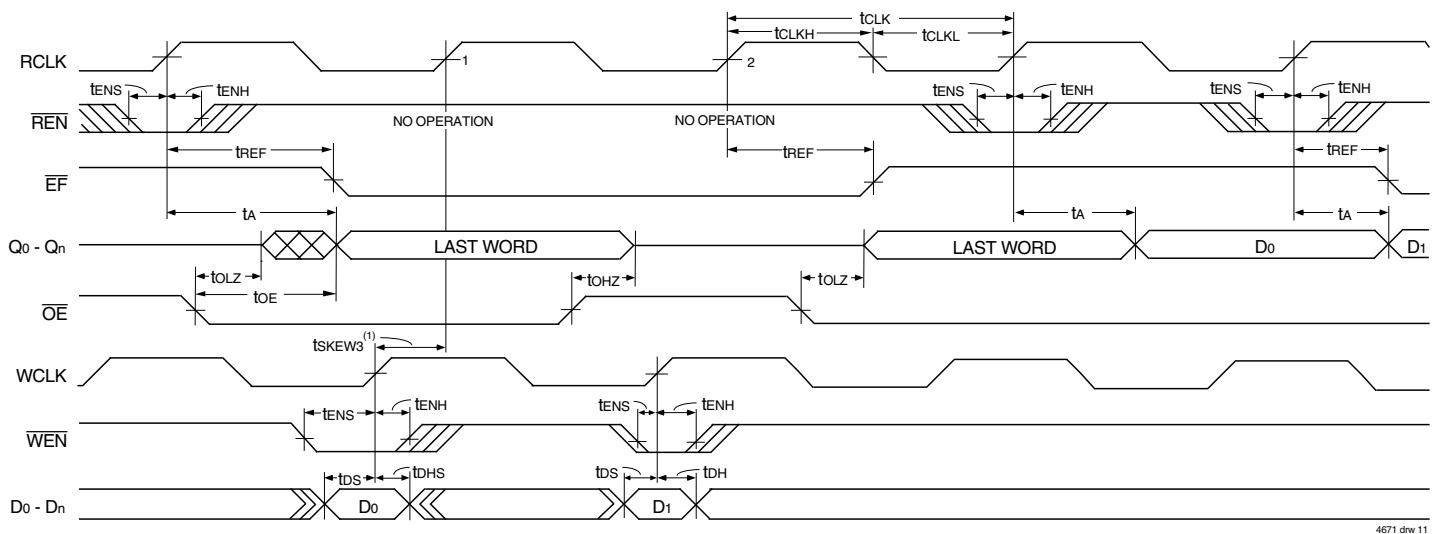 tCLK
tCLKH tCLKL
RCLK 1 2
tENS tENH tENS tENH tENS tENH
REN
NO OPERATION NO OPERATION
tREF tREF tREF
EF
tA tA tA
Q0 - Qn LAST WORD LAST WORD D0 D1
tOLZ tOHZ tOLZ
tOE
OE
tSKEW3(1)
WCLK
tENS tENH tENS tENH
WEN
tDS tDHS tDS tDH
D0 - Dn D0 D1
4671 drw 11